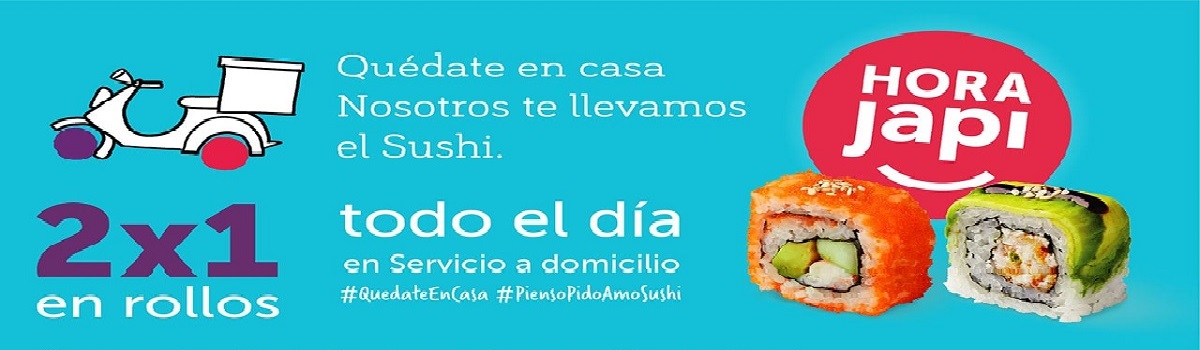 Quédate en casa
Nosotros te llevamos
el Sushi.
2x1
en rollos
todo el día
en Servicio a domicilio
#QuedateEnCasa #PiensoPidoAmoSushi
HORA
japi